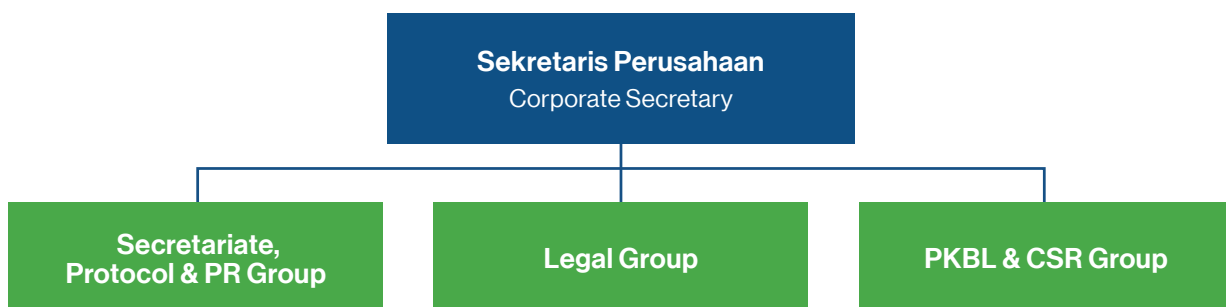 Sekretaris Perusahaan
Corporate Secretary
Secretariate,
Protocol & PR Group
Legal Group
PKBL & CSR Group